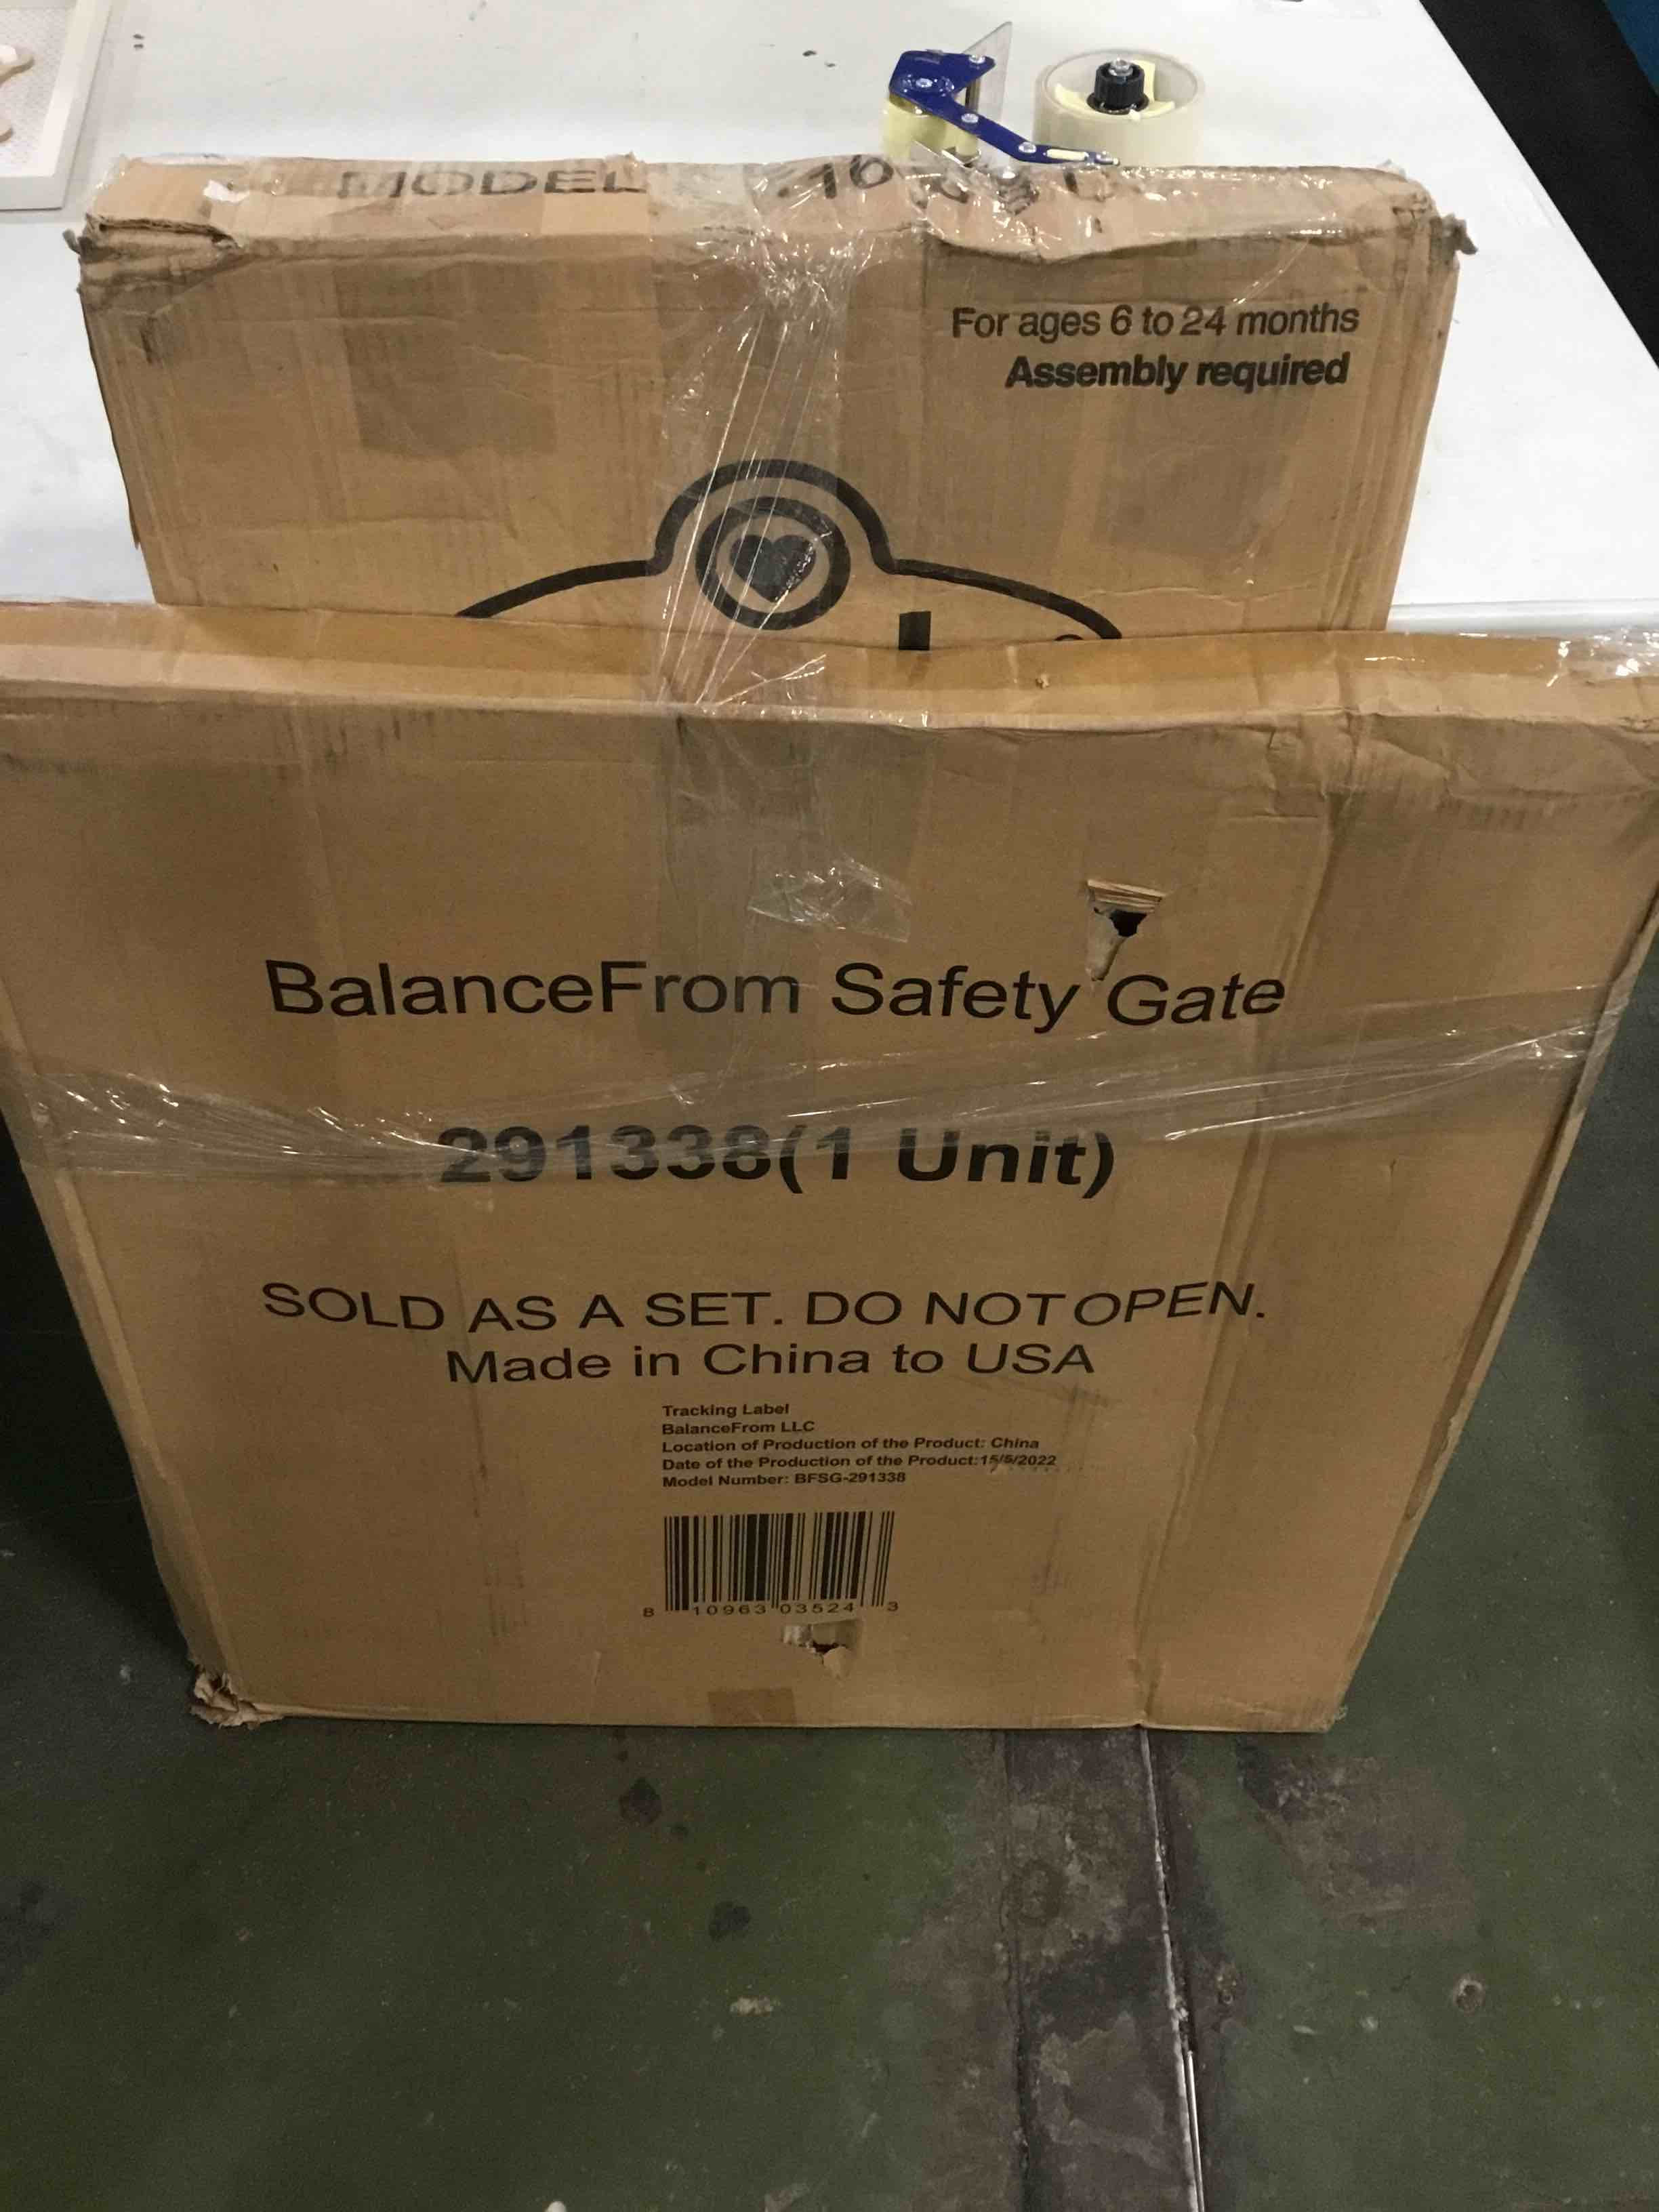 MODEL
For ages 6 to 24 months
Assembly required
BalanceFrom Safety Gate
291338(1 Unit)
SOLD AS A SET. DO NOT OPEN.
Made in China to USA
Tracking Label
BalanceFrom LLC
Location of Production of the Product: China
Date of the Production of the Product:15/5/2022
Model Number: BFSG-291338
8 10963 03524 3